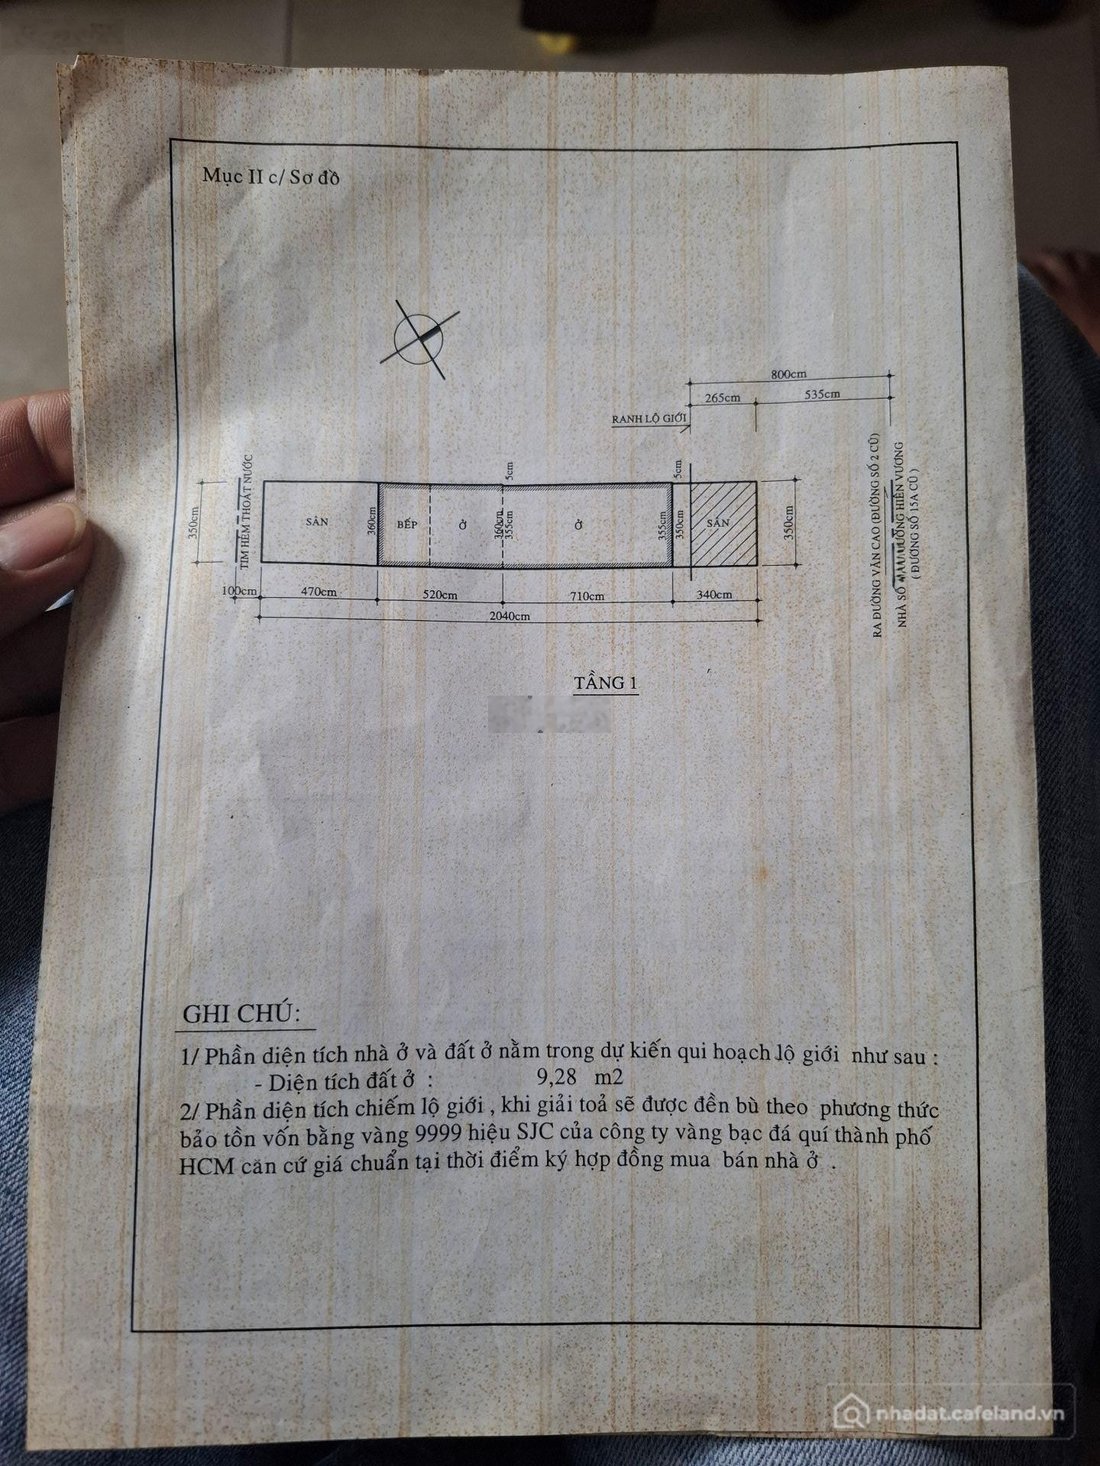 Mục II c/ Sơ đồ
800cm
265cm
535cm
RANH LỘ GIỚI
350cm
TIM HẺM THOÁT NƯỚC
SÂN
360cm
BẾP
Ở
360cm
355cm
5cm
Ở
355cm
350cm
5cm
SÂN
350cm
RA ĐƯỜNG VĂN CAO (ĐƯỜNG SỐ 2 CŨ)
NHÀ SỐ ĐƯỜNG HIỀN VƯƠNG
( ĐƯỜNG SỐ 15A CŨ )
100cm
470cm
520cm
710cm
340cm
2040cm
TẦNG 1
GHI CHÚ:
1/ Phần diện tích nhà ở và đất ở nằm trong dự kiến qui hoạch lộ giới như sau :
- Diện tích đất ở : 9,28 m2
2/ Phần diện tích chiếm lộ giới , khi giải toả sẽ được đền bù theo phương thức
bảo tồn vốn bằng vàng 9999 hiệu SJC của công ty vàng bạc đá quí thành phố
HCM căn cứ giá chuẩn tại thời điểm ký hợp đồng mua bán nhà ở .
nhadat.cafeland.vn